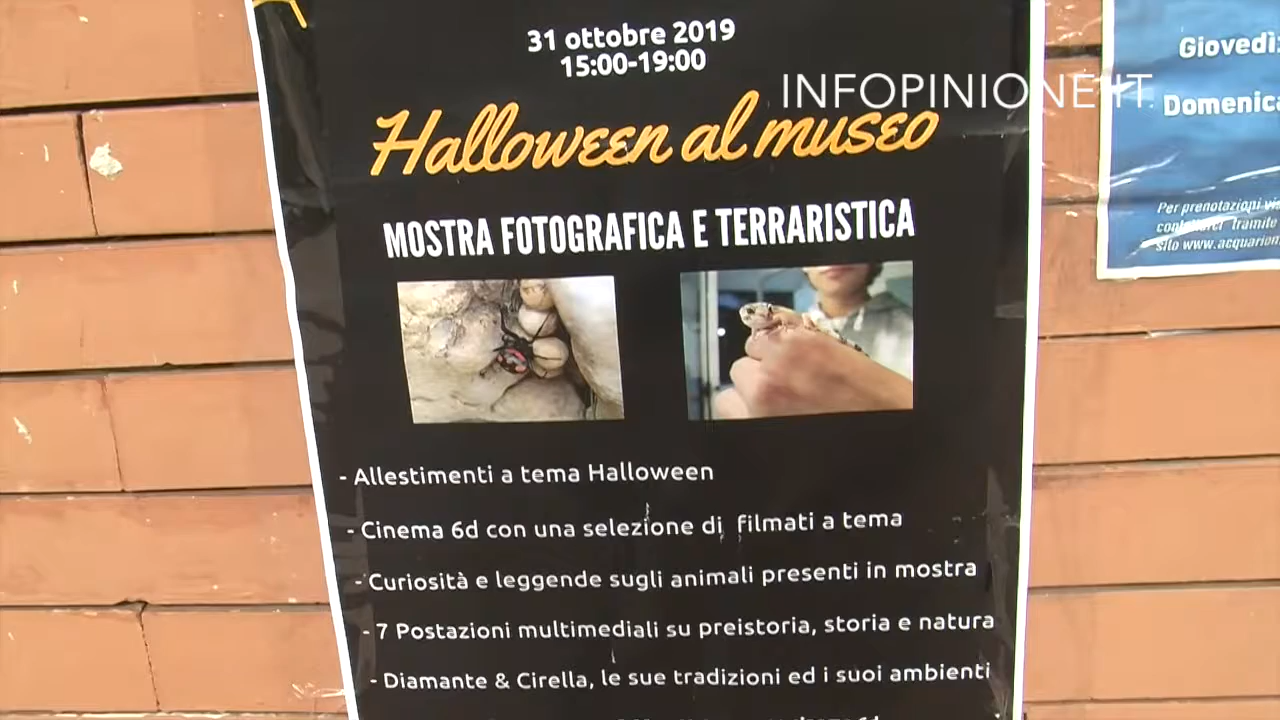 31 ottobre 2019
15:00-19:00
INFOPINIONE.IT
Halloween al museo
MOSTRA FOTOGRAFICA E TERRARISTICA
- Allestimenti a tema Halloween
- Cinema 6d con una selezione di filmati a tema
- Curiosità e leggende sugli animali presenti in mostra
- 7 Postazioni multimediali su preistoria, storia e natura
- Diamante & Cirella, le sue tradizioni ed i suoi ambienti
Giovedì:
Domenica
Per prenotazioni
tramite
sito